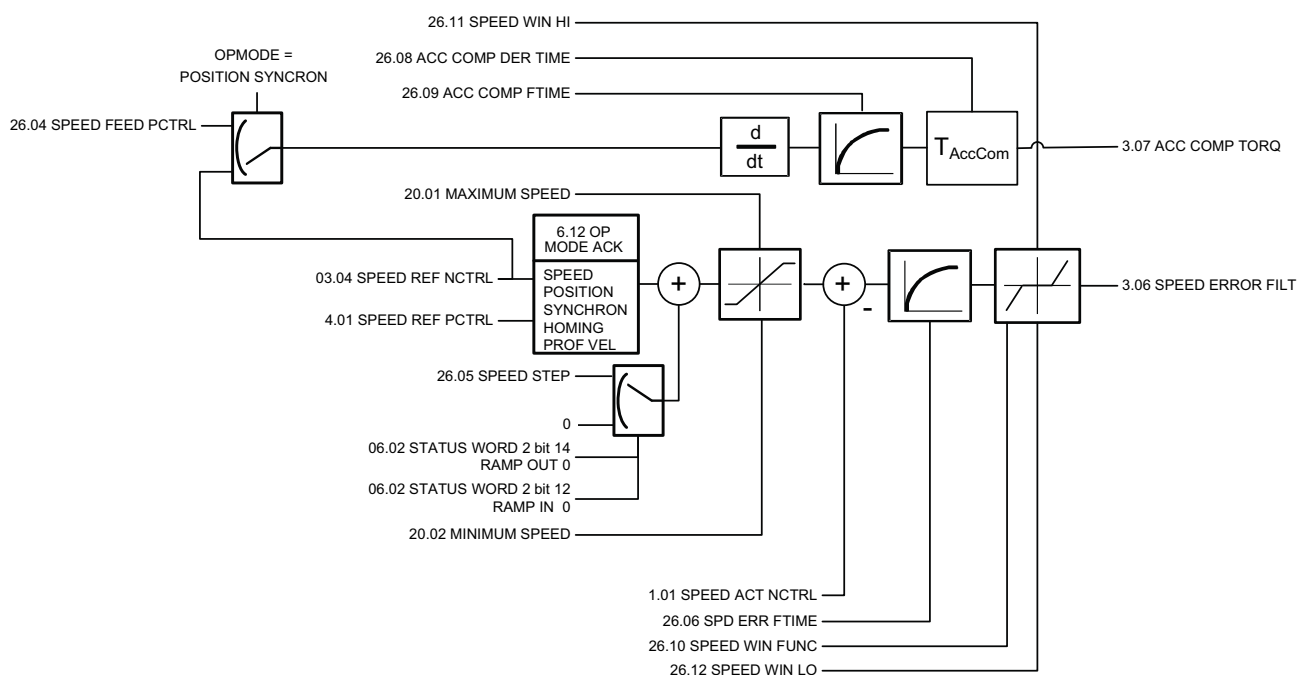 26.11 SPEED WIN HI
OPMODE =
POSITION SYNCRON
26.08 ACC COMP DER TIME
26.09 ACC COMP FTIME
26.04 SPEED FEED PCTRL
d
dt
TAccCom
3.07 ACC COMP TORQ
20.01 MAXIMUM SPEED
6.12 OP
MODE ACK
03.04 SPEED REF NCTRL
4.01 SPEED REF PCTRL
SPEED
POSITION
SYNCHRON
HOMING
PROF VEL
+
+
-
3.06 SPEED ERROR FILT
26.05 SPEED STEP
0
06.02 STATUS WORD 2 bit 14
RAMP OUT 0
06.02 STATUS WORD 2 bit 12
RAMP IN 0
20.02 MINIMUM SPEED
1.01 SPEED ACT NCTRL
26.06 SPD ERR FTIME
26.10 SPEED WIN FUNC
26.12 SPEED WIN LO